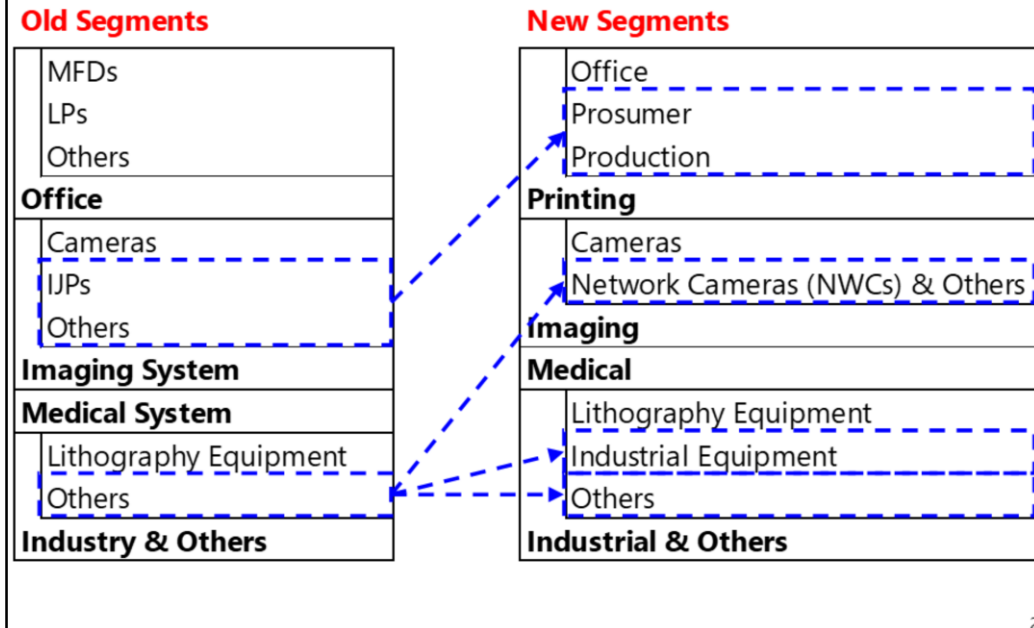 Old Segments
MFDs
LPs
Others
Office
Cameras
IJPs
Others
Imaging System
Medical System
Lithography Equipment
Others
Industry & Others
New Segments
Office
Prosumer
Production
Printing
Cameras
Network Cameras (NWCs) & Others
Imaging
Medical
Lithography Equipment
Industrial Equipment
Others
Industrial & Others